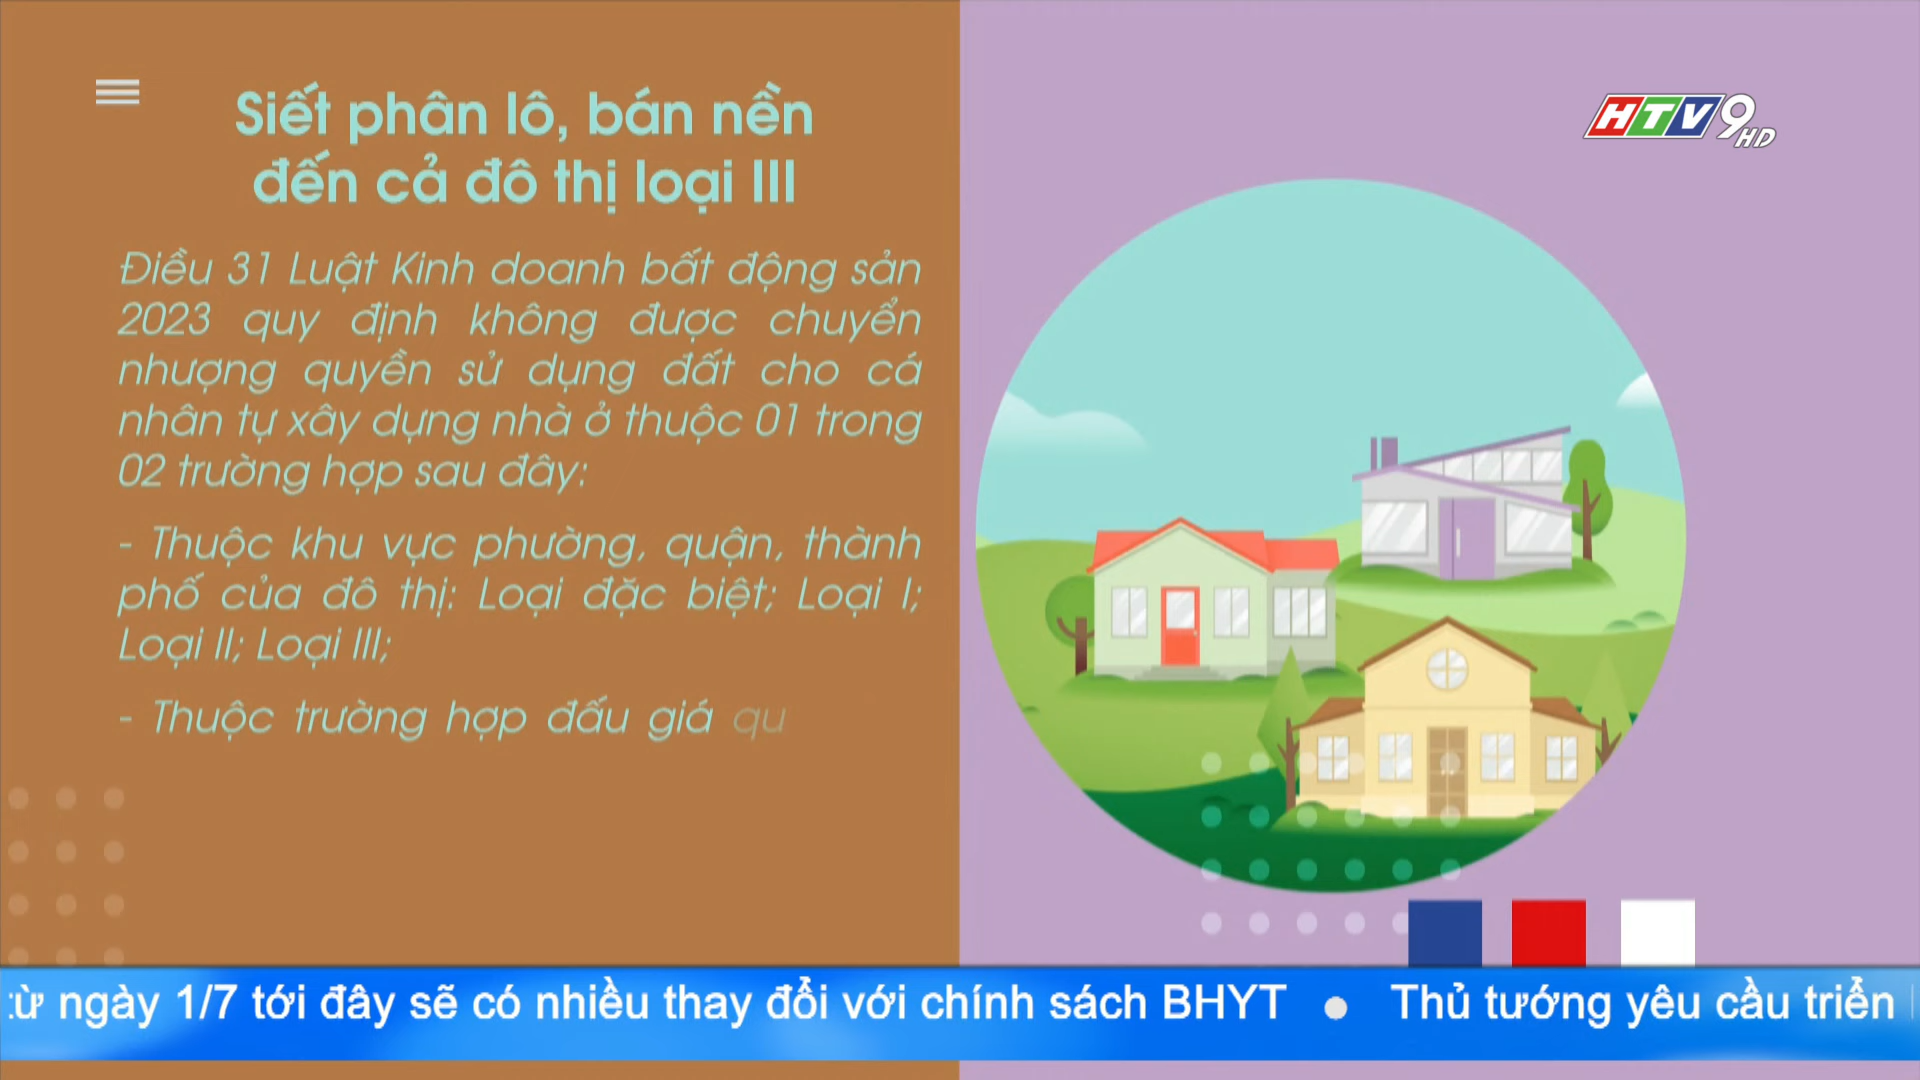 Siết phân lô, bán nền
đến cả đô thị loại III
HTV9 HD
Điều 31 Luật Kinh doanh bất động sản
2023 quy định không được chuyển
nhượng quyền sử dụng đất cho cá
nhân tự xây dựng nhà ở thuộc 01 trong
02 trường hợp sau đây:
- Thuộc khu vực phường, quận, thành
phố của đô thị: Loại đặc biệt; Loại I;
Loại II; Loại III;
- Thuộc trường hợp đấu giá qu
từ ngày 1/7 tới đây sẽ có nhiều thay đổi với chính sách BHYT ● Thủ tướng yêu cầu triển